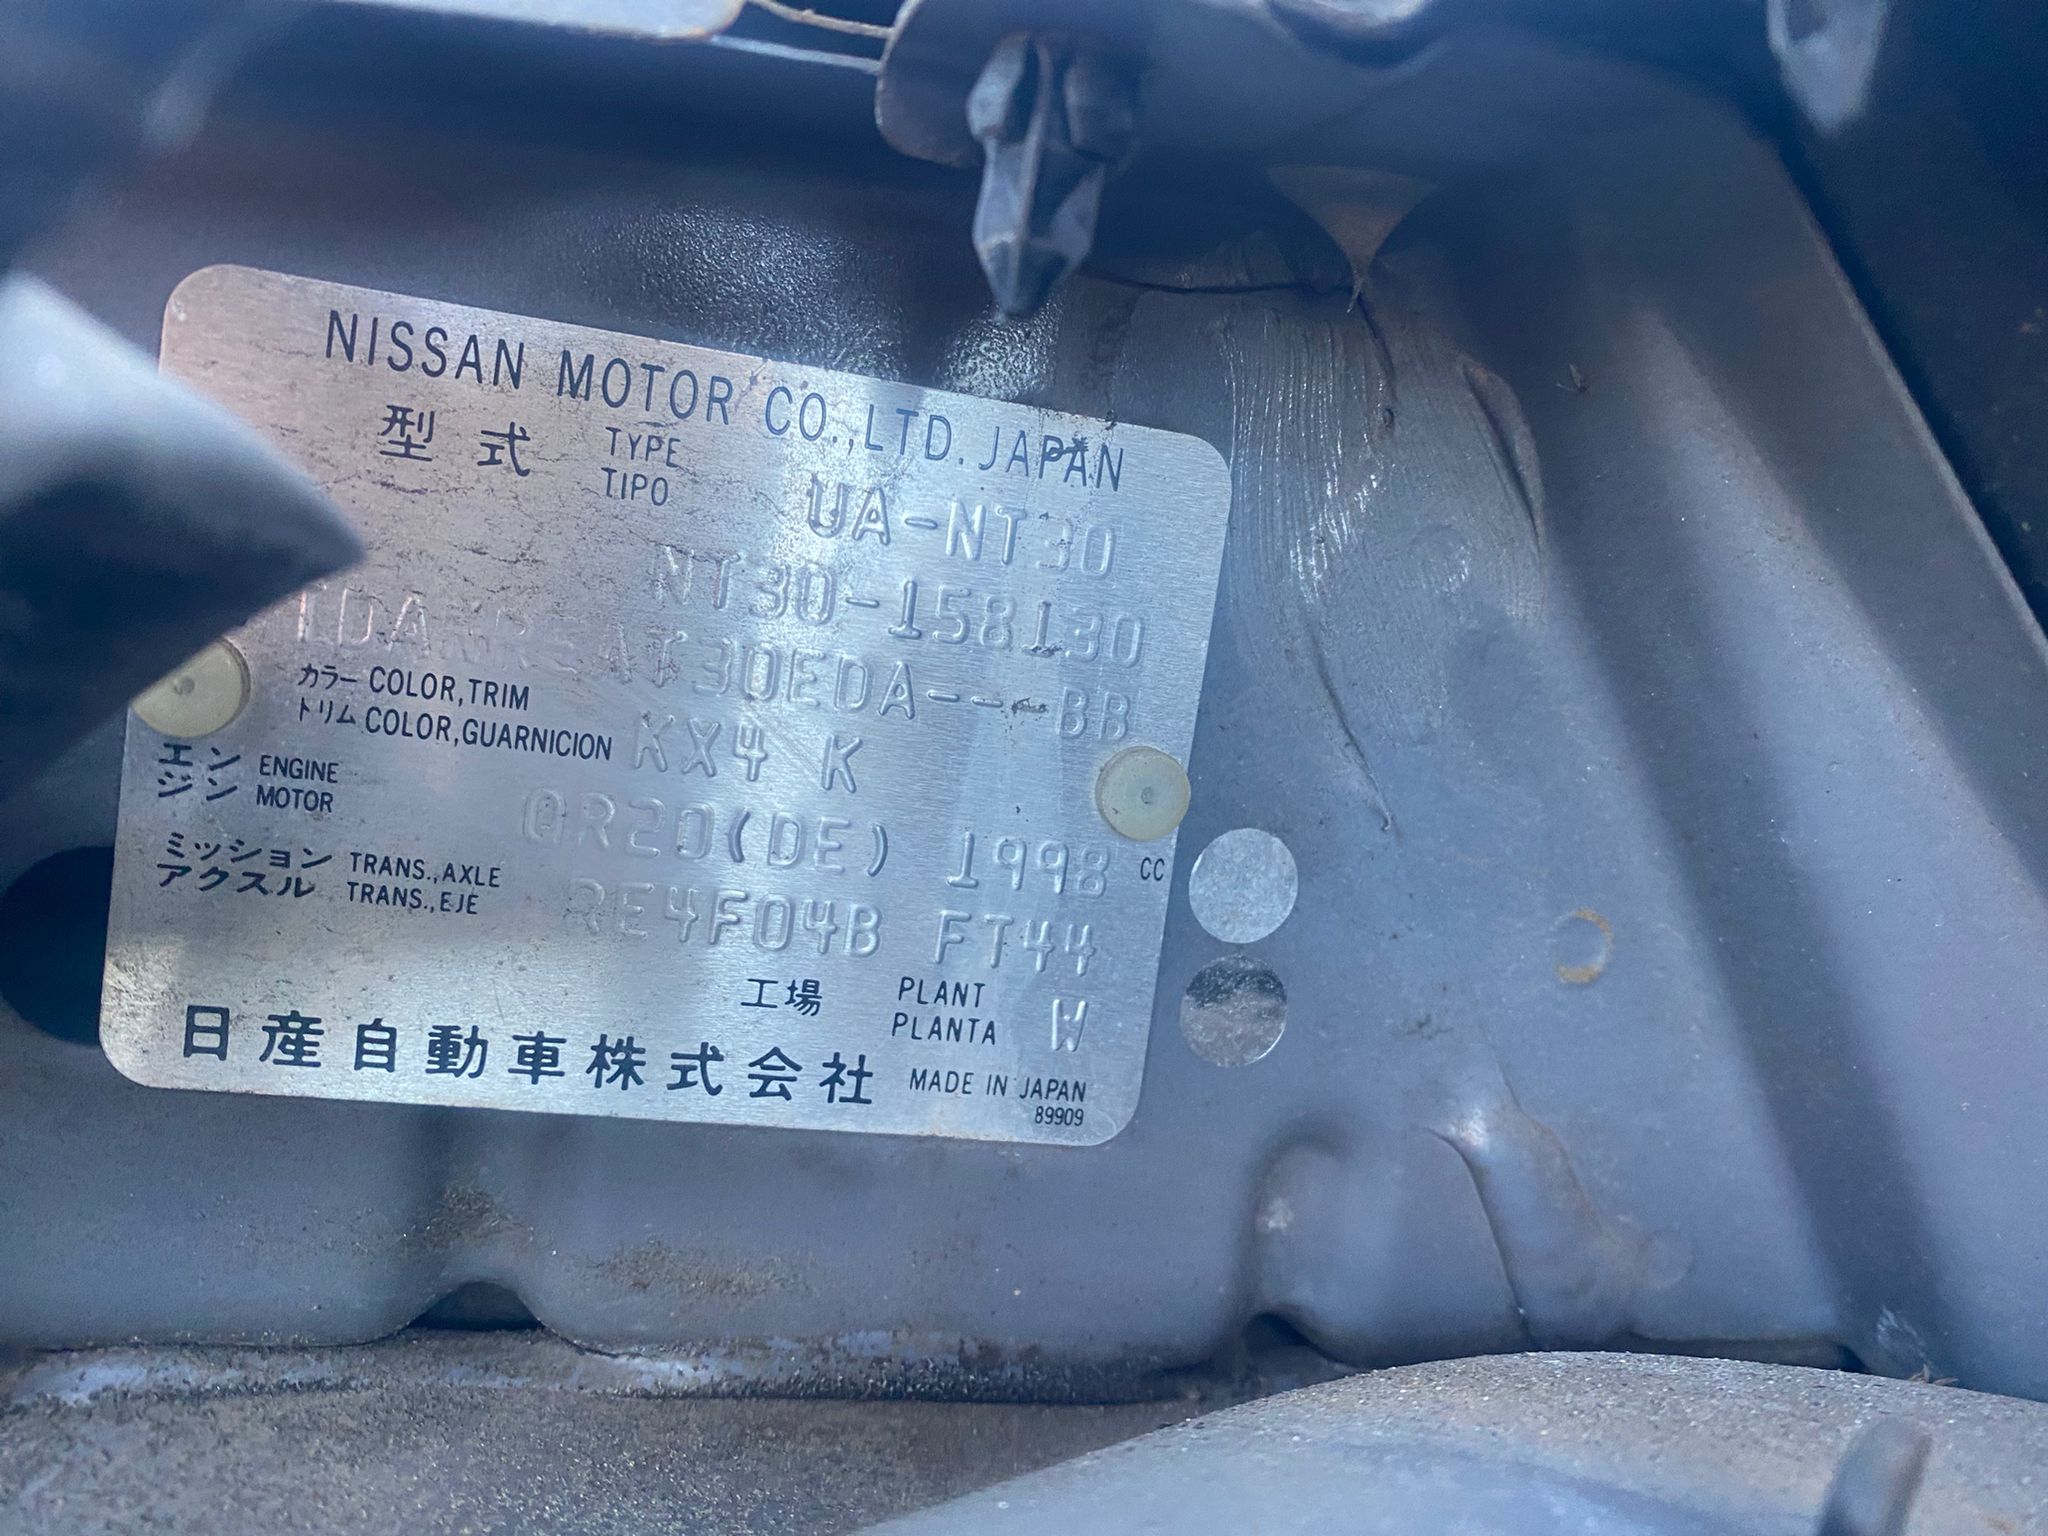 NISSAN MOTOR CO.,LTD. JAPAN
型式 TYPE TIPO UA-NT30
NT30-158130
カラー COLOR,TRIM
トリム COLOR,GUARNICION KX4 K
エンジン ENGINE MOTOR QR20(DE) 1998 CC
ミッション TRANS.,AXLE
アクスル TRANS.,EJE RE4F04B FT44
工場 PLANT PLANTA W
日産自動車株式会社 MADE IN JAPAN
89909